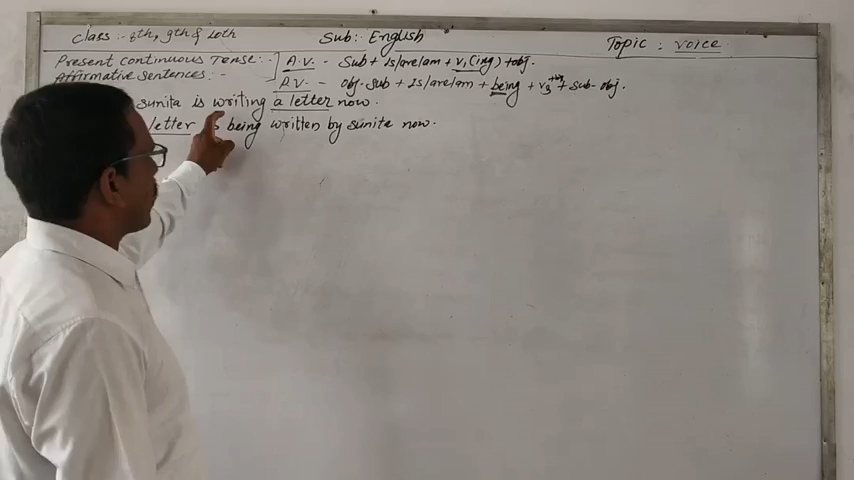 class :- 8th, 9th & 10th Sub:- English Topic : voice
Present continuous Tense:- A.V. - Sub + is/are/am + v1(ing) + obj.
Affirmative sentences :- P.V. - obj-sub + Is/are/am + being + v3 + by + sub-obj.
Sunita is writing a letter now.
letter is being written by sunita now.